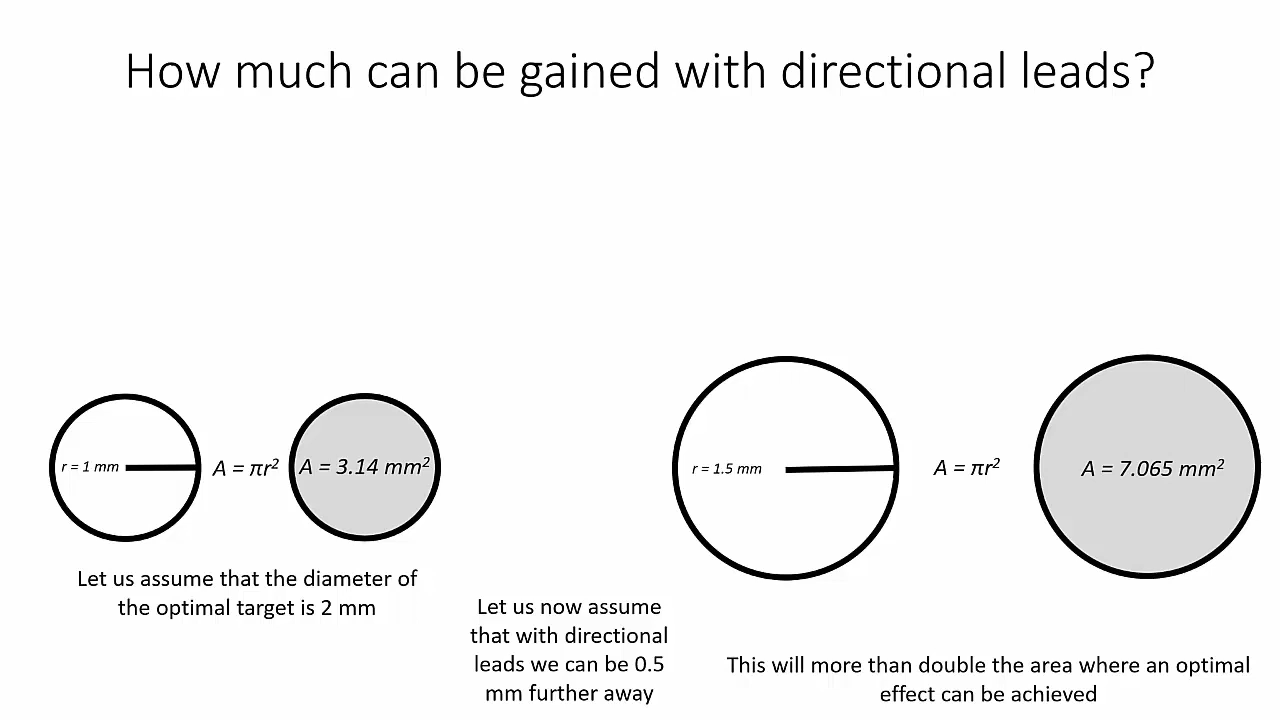 How much can be gained with directional leads?
r = 1 mm
A = πr²
A = 3.14 mm²
r = 1.5 mm
A = πr²
A = 7.065 mm²
Let us assume that the diameter of
the optimal target is 2 mm
Let us now assume
that with directional
leads we can be 0.5
mm further away
This will more than double the area where an optimal
effect can be achieved